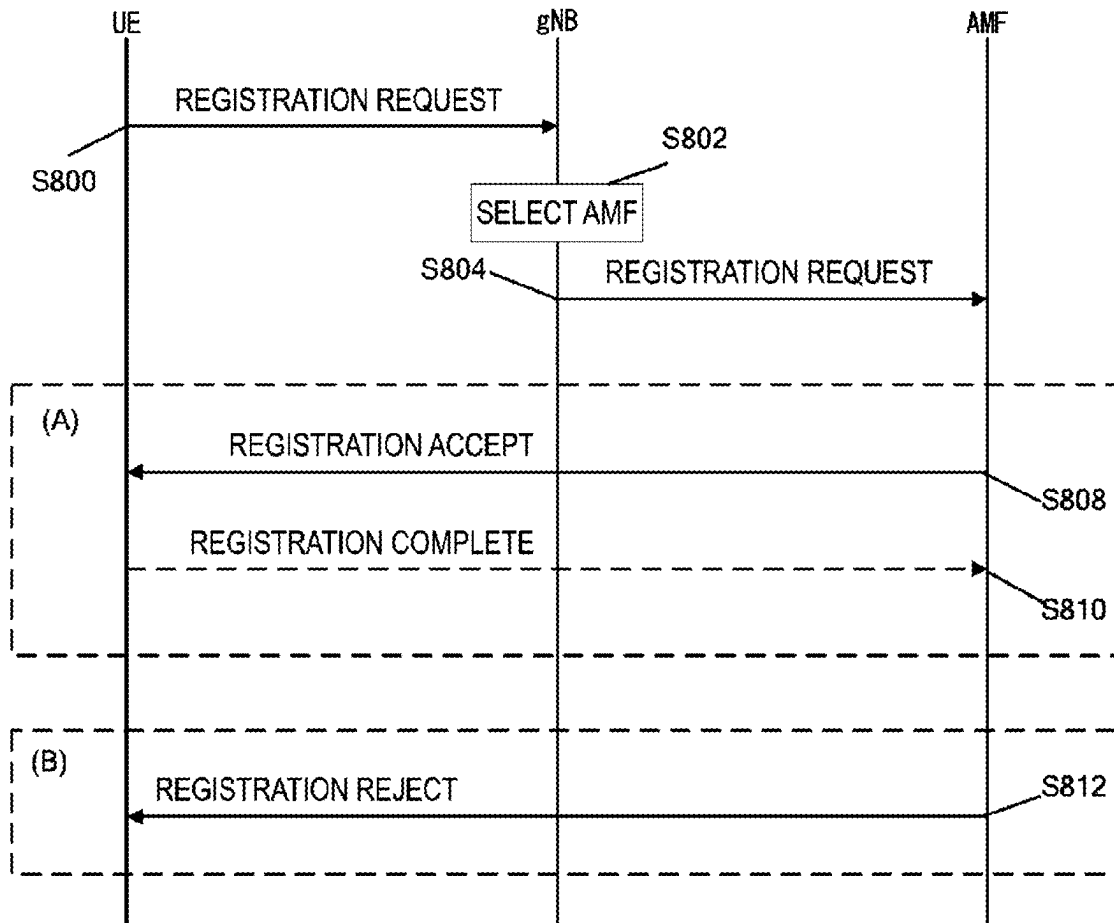 UE
gNB
AMF
REGISTRATION REQUEST
S800
S802
SELECT AMF
S804
REGISTRATION REQUEST
(A)
REGISTRATION ACCEPT
S808
REGISTRATION COMPLETE
S810
(B)
REGISTRATION REJECT
S812